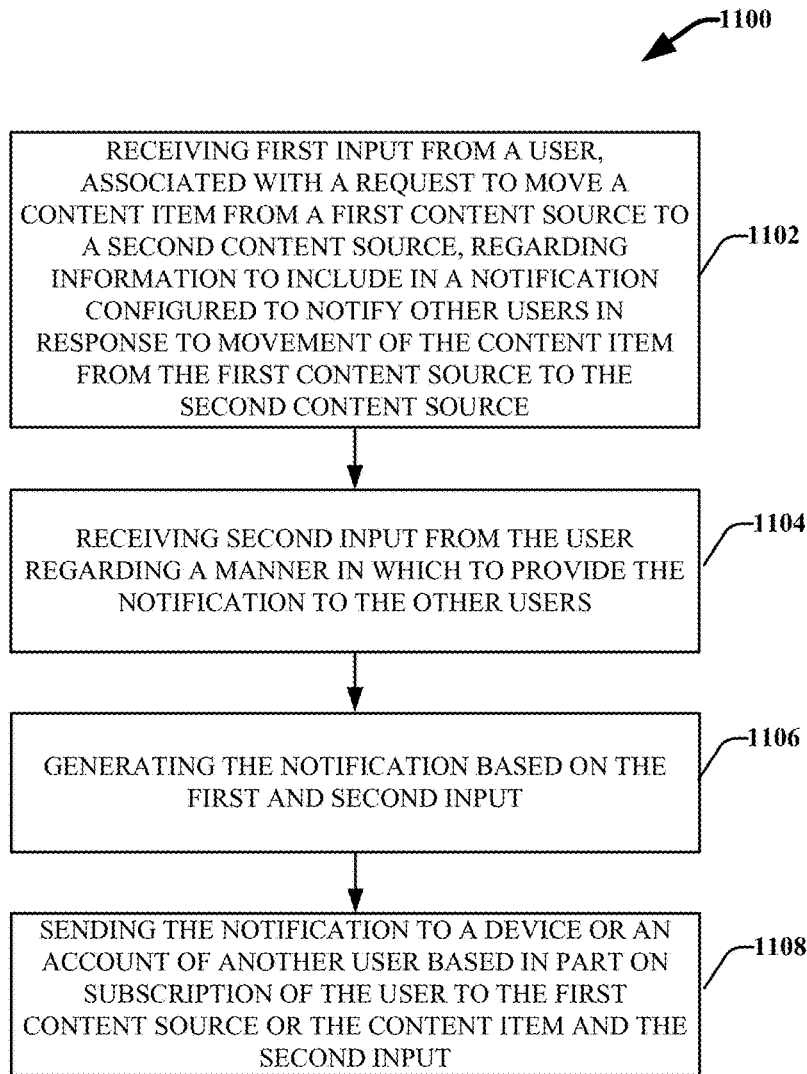 1100
RECEIVING FIRST INPUT FROM A USER,
ASSOCIATED WITH A REQUEST TO MOVE A
CONTENT ITEM FROM A FIRST CONTENT SOURCE TO
A SECOND CONTENT SOURCE, REGARDING
INFORMATION TO INCLUDE IN A NOTIFICATION
CONFIGURED TO NOTIFY OTHER USERS IN
RESPONSE TO MOVEMENT OF THE CONTENT ITEM
FROM THE FIRST CONTENT SOURCE TO THE
SECOND CONTENT SOURCE
1102
RECEIVING SECOND INPUT FROM THE USER
REGARDING A MANNER IN WHICH TO PROVIDE THE
NOTIFICATION TO THE OTHER USERS
1104
GENERATING THE NOTIFICATION BASED ON THE
FIRST AND SECOND INPUT
1106
SENDING THE NOTIFICATION TO A DEVICE OR AN
ACCOUNT OF ANOTHER USER BASED IN PART ON
SUBSCRIPTION OF THE USER TO THE FIRST
CONTENT SOURCE OR THE CONTENT ITEM AND THE
SECOND INPUT
1108